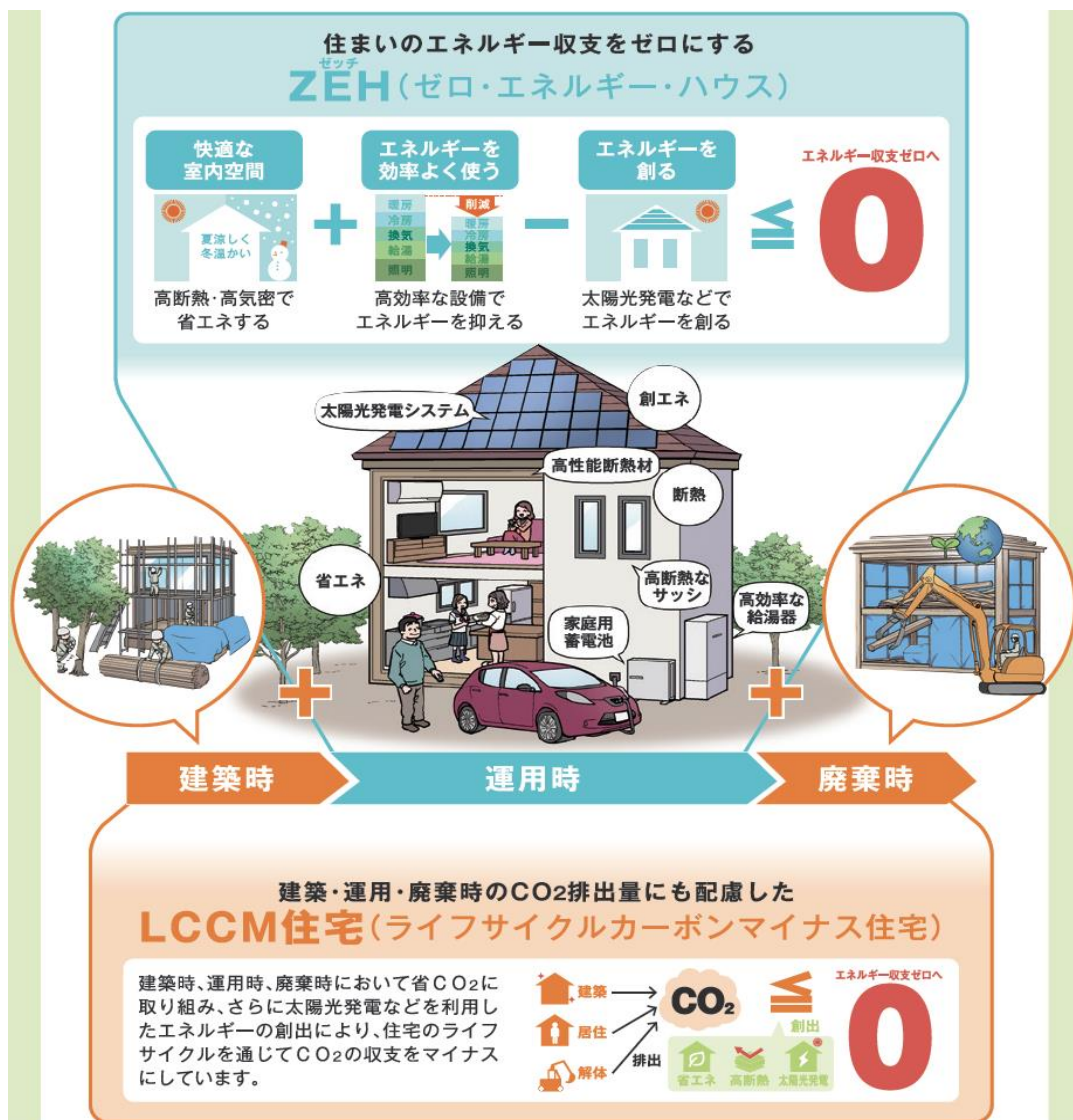 住まいのエネルギー収支をゼロにする
ゼッチ
ZEH(ゼロ・エネルギー・ハウス)
快適な
室内空間
夏涼しく
冬温かい
高断熱・高気密で
省エネする
+
エネルギーを
効率よく使う
暖房
冷房
換気
給湯
照明
削減
暖房
冷房
換気
給湯
照明
高効率な設備で
エネルギーを抑える
−
エネルギーを
創る
太陽光発電などで
エネルギーを創る
≦
エネルギー収支ゼロへ
0
太陽光発電システム
創エネ
高性能断熱材
断熱
省エネ
高断熱な
サッシ
高効率な
給湯器
家庭用
蓄電池
+
+
建築時
運用時
廃棄時
建築・運用・廃棄時のCO2排出量にも配慮した
LCCM住宅(ライフサイクルカーボンマイナス住宅)
建築時、運用時、廃棄時において省CO2に
取り組み、さらに太陽光発電などを利用し
たエネルギーの創出により、住宅のライフ
サイクルを通じてCO2の収支をマイナス
にしています。
建築
居住
解体
排出
CO2
≦
創出
省エネ
高断熱
太陽光発電
エネルギー収支ゼロへ
0